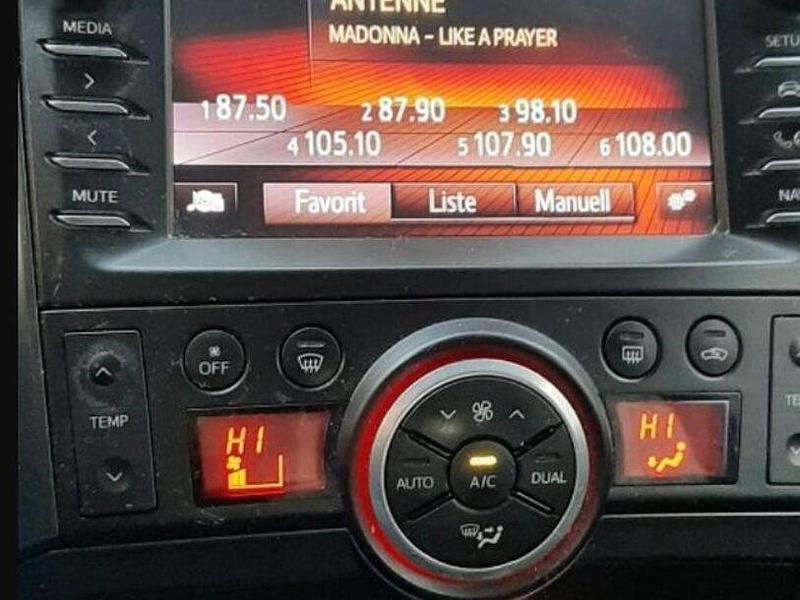 ANTENNE
MEDIA
MADONNA - LIKE A PRAYER
1 87.50 2 87.90 3 98.10
4 105.10 5 107.90 6 108.00
MUTE
Favorit Liste Manuell
OFF
TEMP
HI
HI
AUTO A/C DUAL